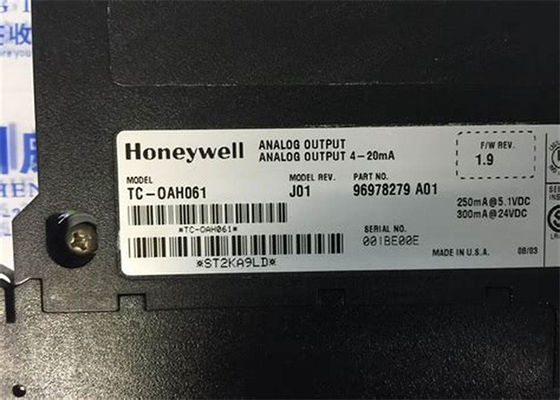 Honeywell
ANALOG OUTPUT
ANALOG OUTPUT 4-20mA
F/W REV.
1.9
MODEL
TC-OAH061
MODEL REV.
J01
PART NO.
96978279 A01
250mA@5.1VDC
300mA@24VDC
*TC-OAH061*
SERIAL NO.
001BE00E
*ST2KA9LD*
MADE IN U.S.A.
08/03